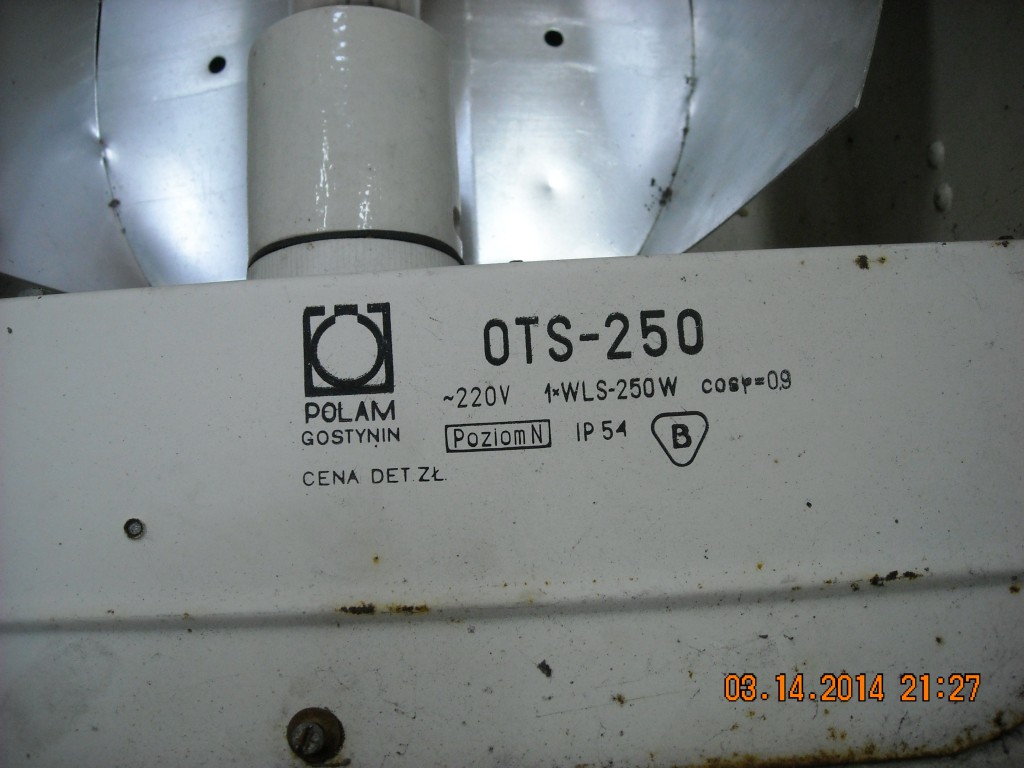 OTS-250
~220V 1×WLS-250W cosφ=0.9
POLAM
GOSTYNIN
Poziom N IP 54 B
CENA DET. ZŁ.
03.14.2014 21:27